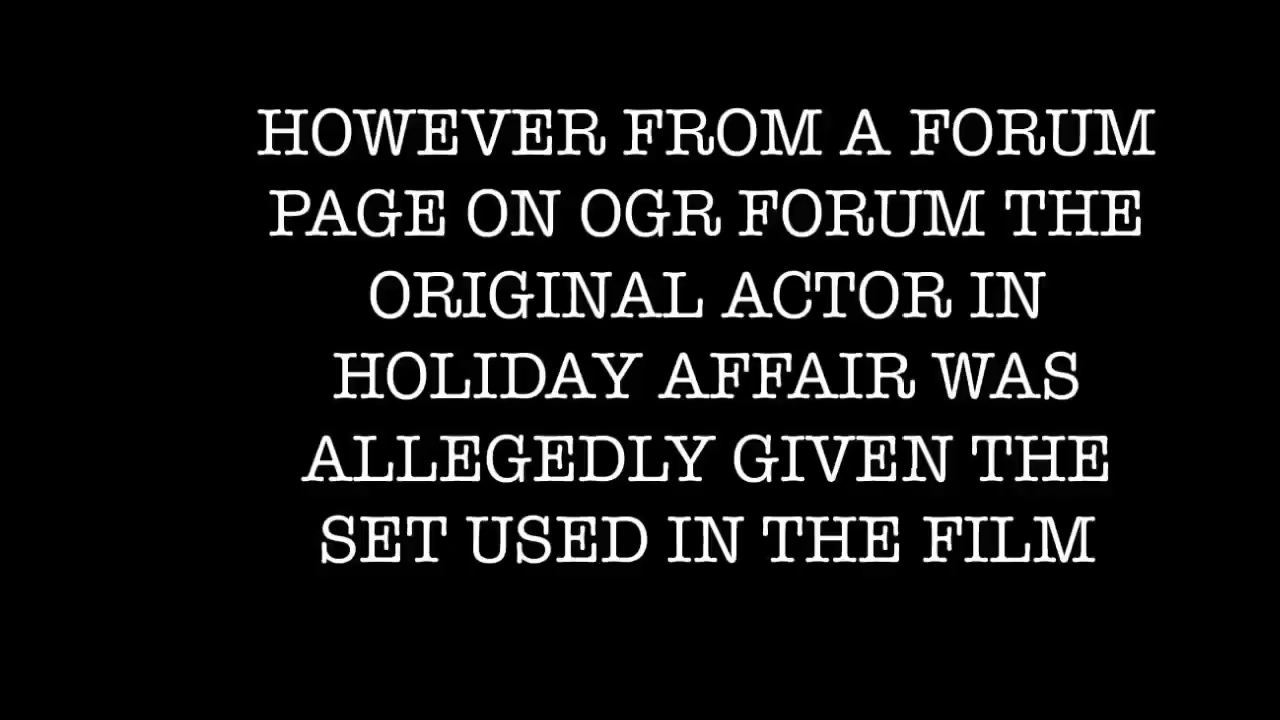 HOWEVER FROM A FORUM
PAGE ON OGR FORUM THE
ORIGINAL ACTOR IN
HOLIDAY AFFAIR WAS
ALLEGEDLY GIVEN THE
SET USED IN THE FILM